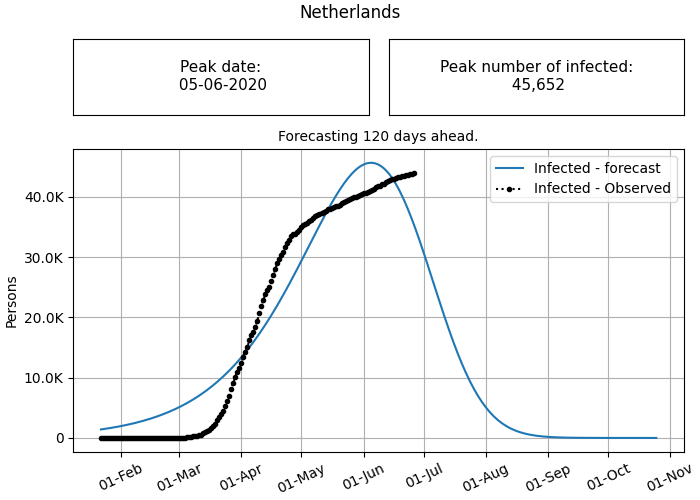 Netherlands
Peak date:
05-06-2020
Peak number of infected:
45,652
Forecasting 120 days ahead.
Infected - forecast
Infected - Observed
Persons
40.0K
30.0K
20.0K
10.0K
0
01-Feb
01-Mar
01-Apr
01-May
01-Jun
01-Jul
01-Aug
01-Sep
01-Oct
01-Nov